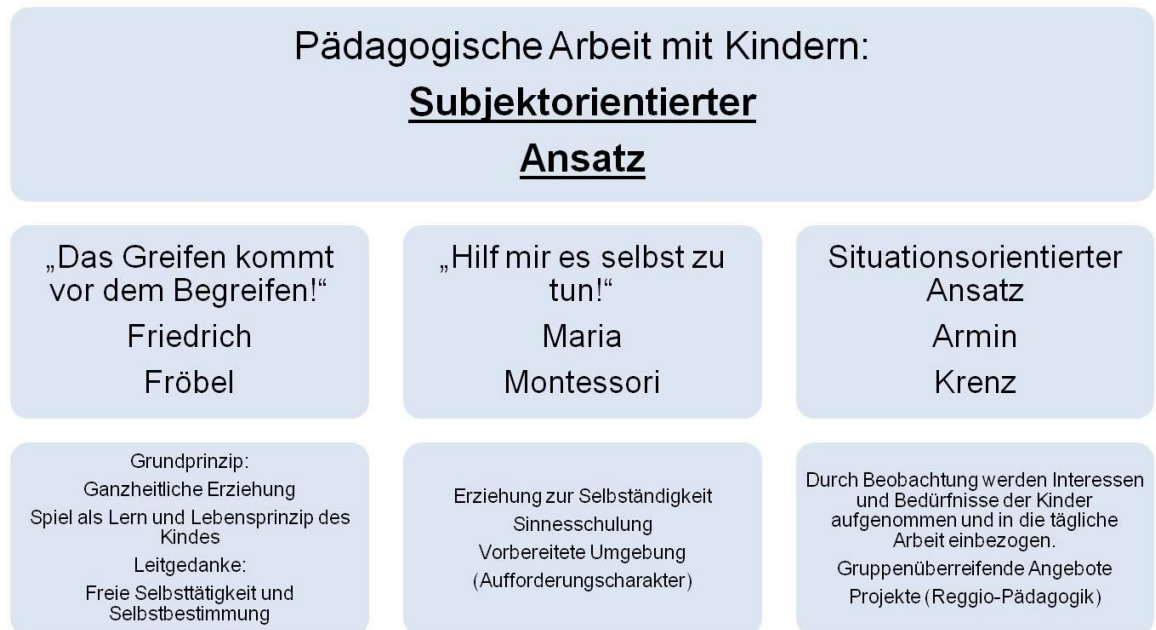 Pädagogische Arbeit mit Kindern:
Subjektorientierter
Ansatz
„Das Greifen kommt
vor dem Begreifen!“
Friedrich
Fröbel
„Hilf mir es selbst zu
tun!“
Maria
Montessori
Situationsorientierter
Ansatz
Armin
Krenz
Grundprinzip:
Ganzheitliche Erziehung
Spiel als Lern und Lebensprinzip des
Kindes
Leitgedanke:
Freie Selbsttätigkeit und
Selbstbestimmung
Erziehung zur Selbständigkeit
Sinnesschulung
Vorbereitete Umgebung
(Aufforderungscharakter)
Durch Beobachtung werden Interessen
und Bedürfnisse der Kinder
aufgenommen und in die tägliche
Arbeit einbezogen.
Gruppenüberreifende Angebote
Projekte (Reggio-Pädagogik)